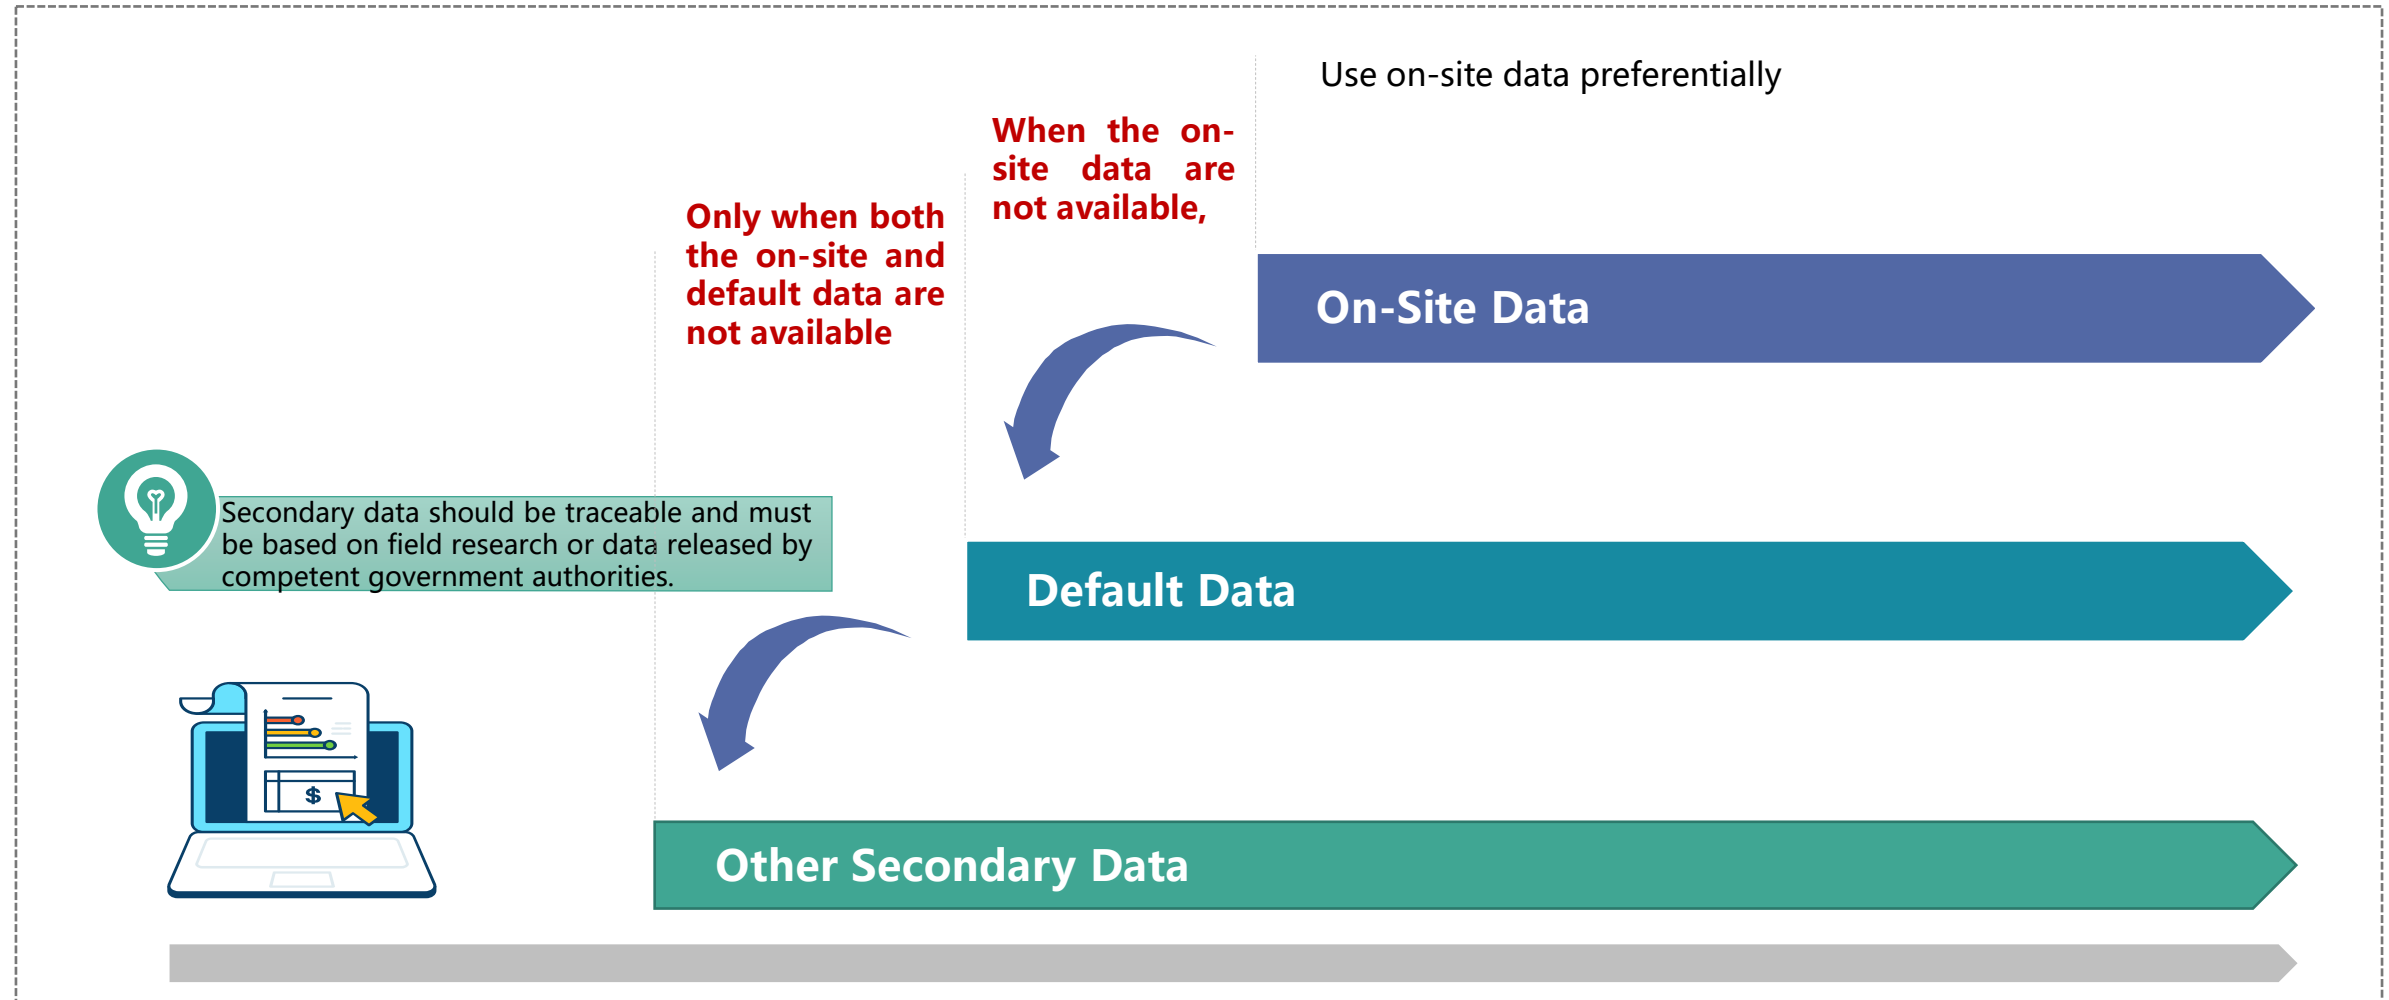 Use on-site data preferentially
When the on-
site data are
not available,
Only when both
the on-site and
default data are
not available
On-Site Data
Secondary data should be traceable and must
be based on field research or data released by
competent government authorities.
Default Data
$
Other Secondary Data